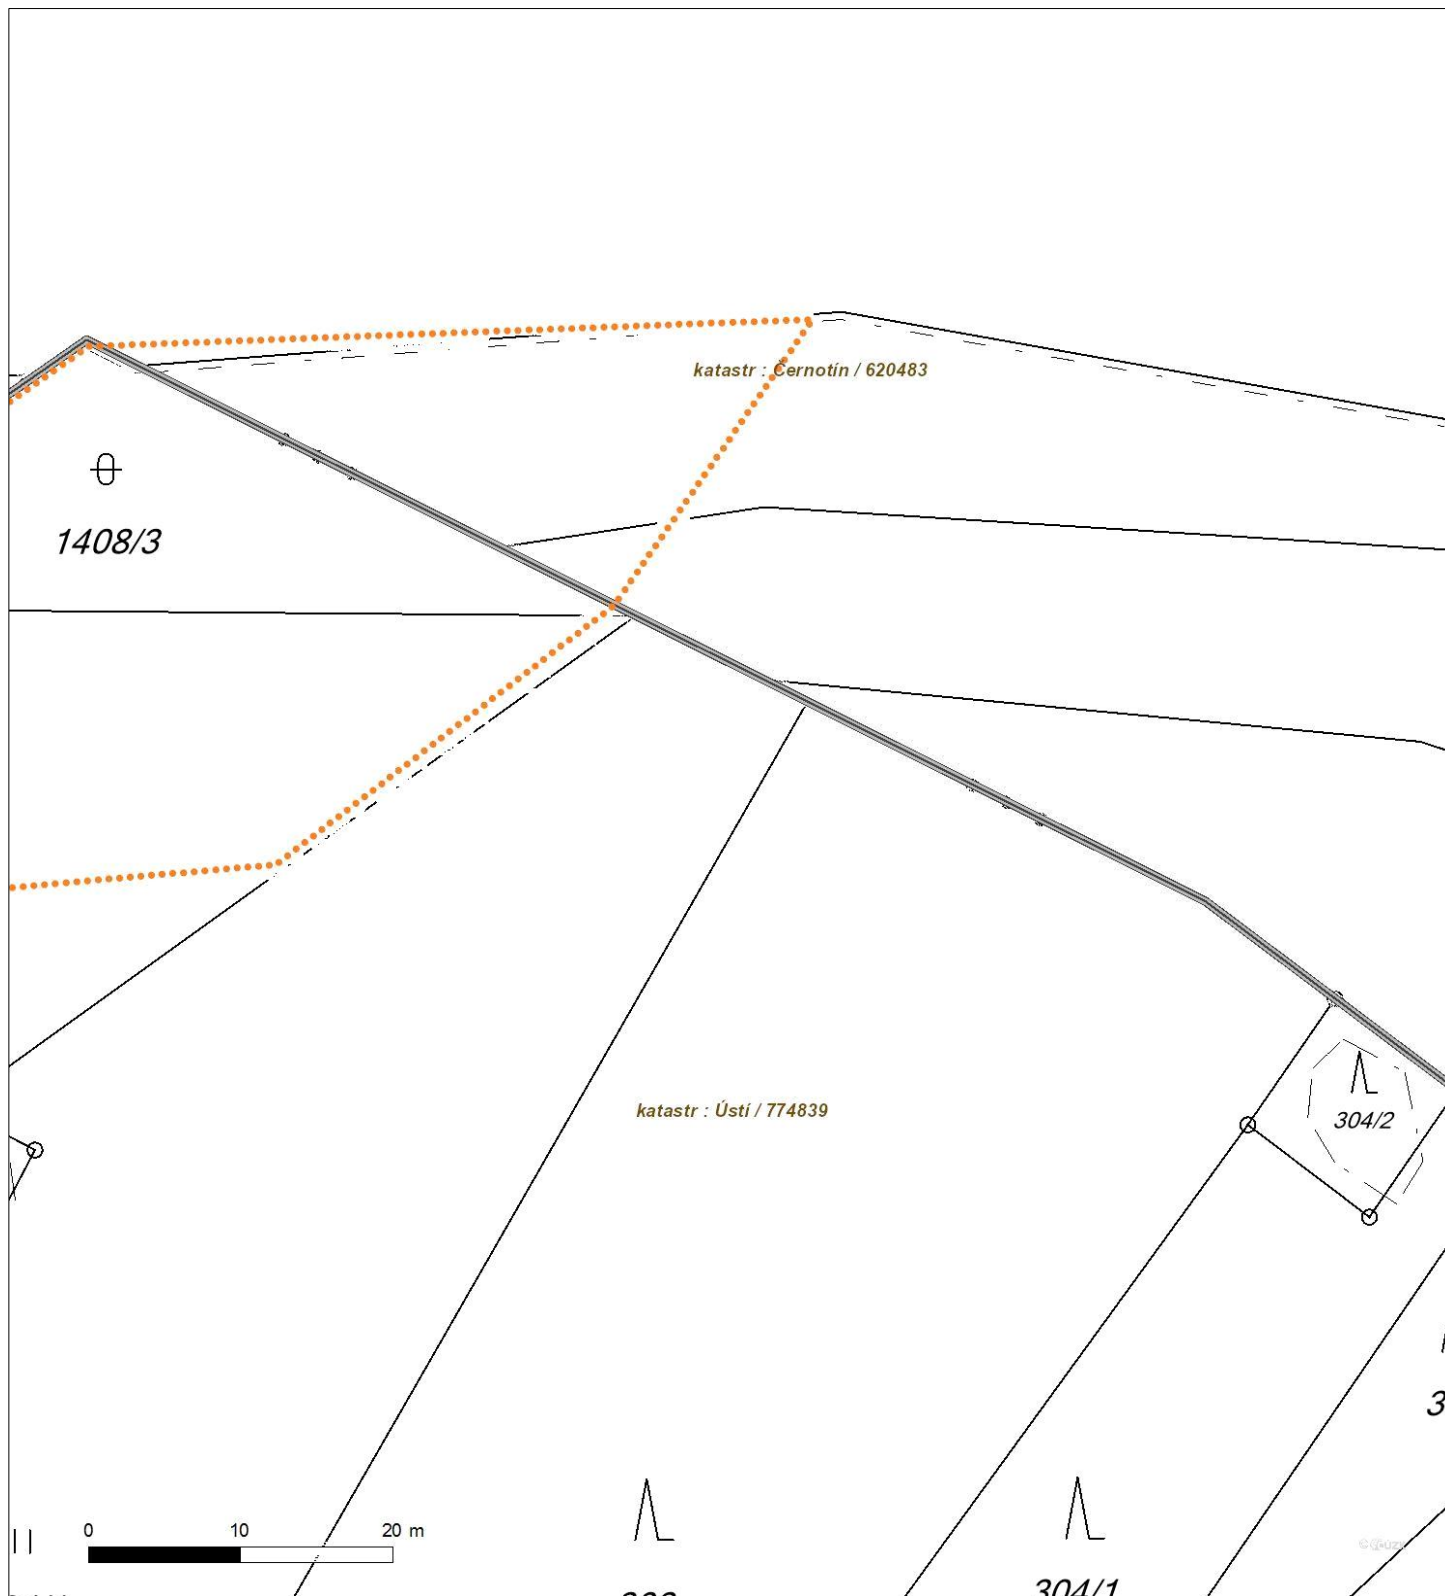 katastr : Černotín / 620483
1408/3
katastr : Ústí / 774839
304/2
0 10 20 m
304/1